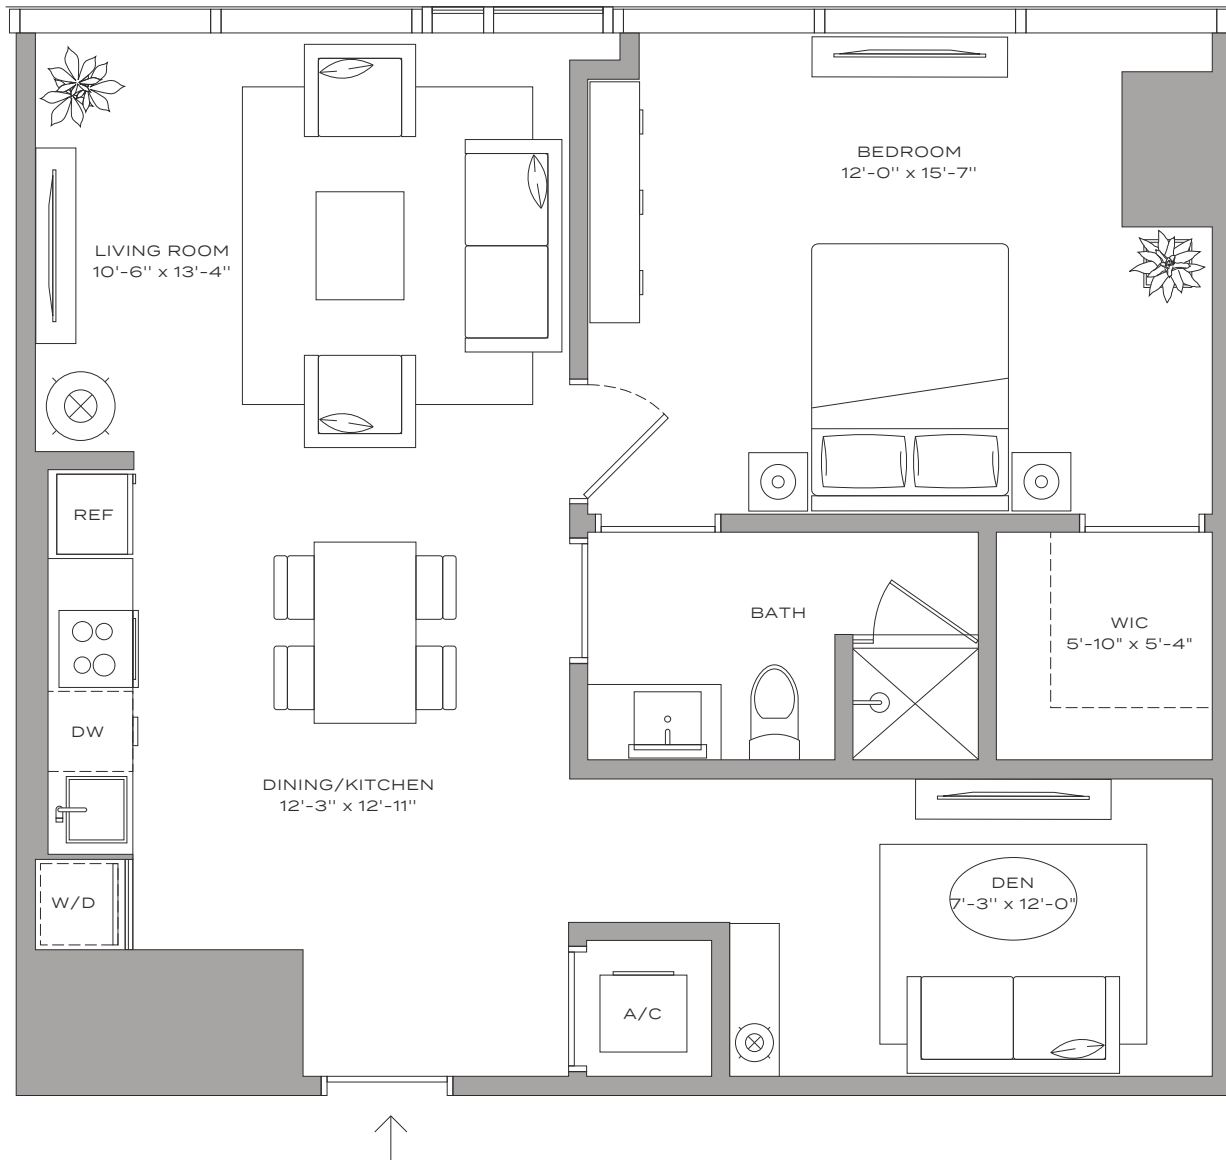 BEDROOM
12'-0" x 15'-7"
LIVING ROOM
10'-6" x 13'-4"
REF
BATH
WIC
5'-10" x 5'-4"
DW
DINING/KITCHEN
12'-3" x 12'-11"
DEN
7'-3" x 12'-0"
W/D
A/C